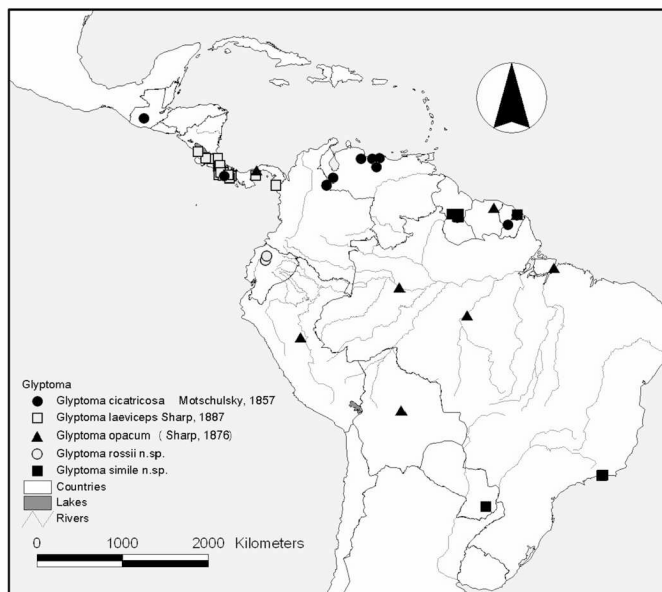 Glyptoma
Glyptoma cicatricosa Motschulsky, 1857
Glyptoma laeviceps Sharp, 1887
Glyptoma opacum ( Sharp, 1876)
Glyptoma rossii n.sp.
Glyptoma simile n.sp.
Countries
Lakes
Rivers
0 1000 2000 Kilometers